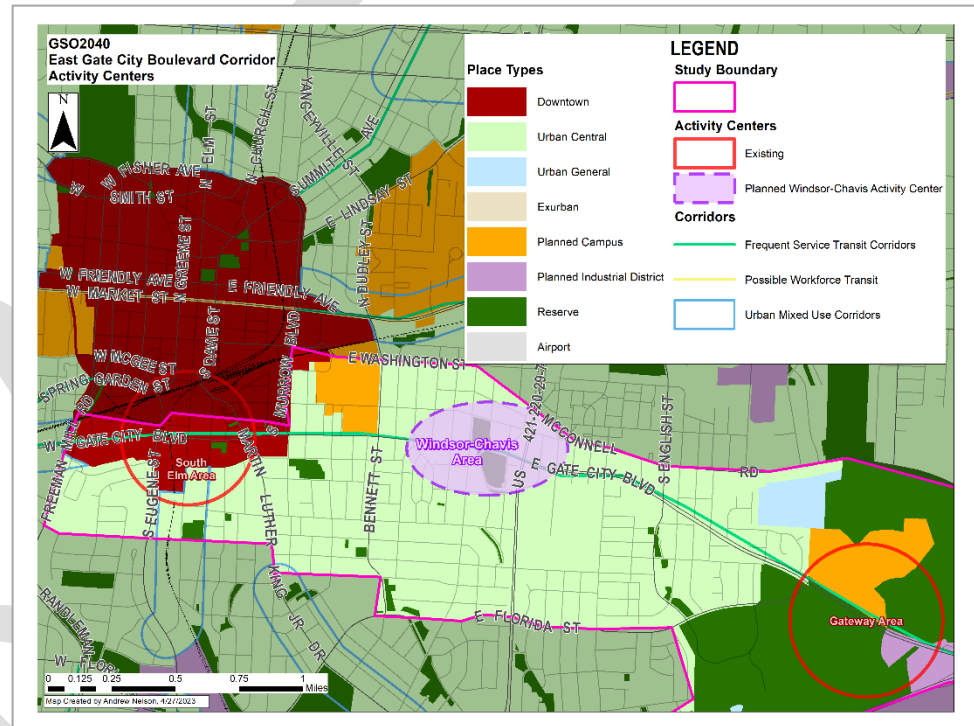 GSO2040
East Gate City Boulevard Corridor
Activity Centers
N
LEGEND
Place Types
Downtown
Urban Central
Urban General
Exurban
Planned Campus
Planned Industrial District
Reserve
Airport
Study Boundary
Activity Centers
Existing
Planned Windsor-Chavis Activity Center
Corridors
Frequent Service Transit Corridors
Possible Workforce Transit
Urban Mixed Use Corridors
N ELM ST
N CHURCH ST
YANCEYVILLE ST
SUMMIT AVE
W FISHER AVE
W SMITH ST
E LINDSAY ST
N GREENE ST
N DUDLEY ST
W FRIENDLY AVE
E FRIENDLY AVE
W MARKET ST
S DAVIE ST
S MURROW BLVD
W MCGEE ST
E WASHINGTON ST
SPRING GARDEN ST
FREEMAN MILL RD
W GATE CITY BLVD
MARTIN LUTHER KING JR DR
Windsor-Chavis
Area
421-220-29-7
US
MCCONNELL RD
E GATE CITY BLVD
S ENGLISH ST
South
Elm Area
S EUGENE ST
BENNETT ST
E FLORIDA ST
Gateway Area
RANDLEMAN
W FLO
0 0.125 0.25 0.5 0.75 1
Miles
Map Created by Andrew Nelson, 4/27/2023